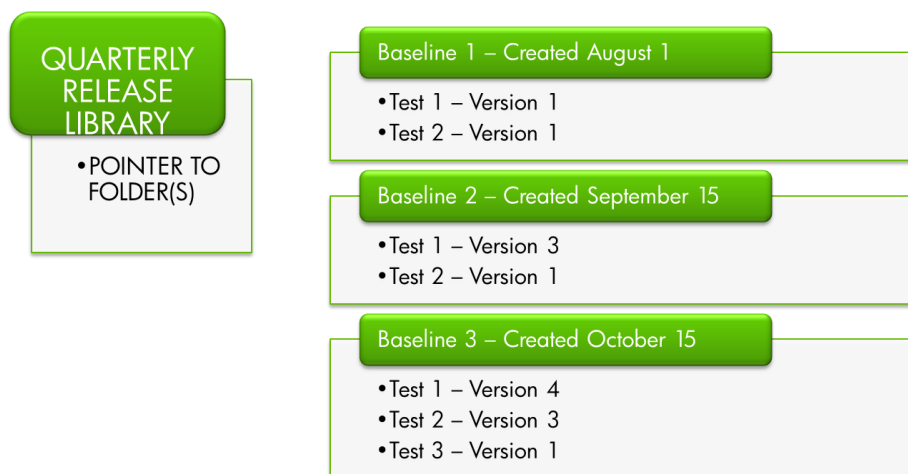 QUARTERLY
RELEASE
LIBRARY
•POINTER TO
FOLDER(S)
Baseline 1 – Created August 1
•Test 1 – Version 1
•Test 2 – Version 1
Baseline 2 – Created September 15
•Test 1 – Version 3
•Test 2 – Version 1
Baseline 3 – Created October 15
•Test 1 – Version 4
•Test 2 – Version 3
•Test 3 – Version 1